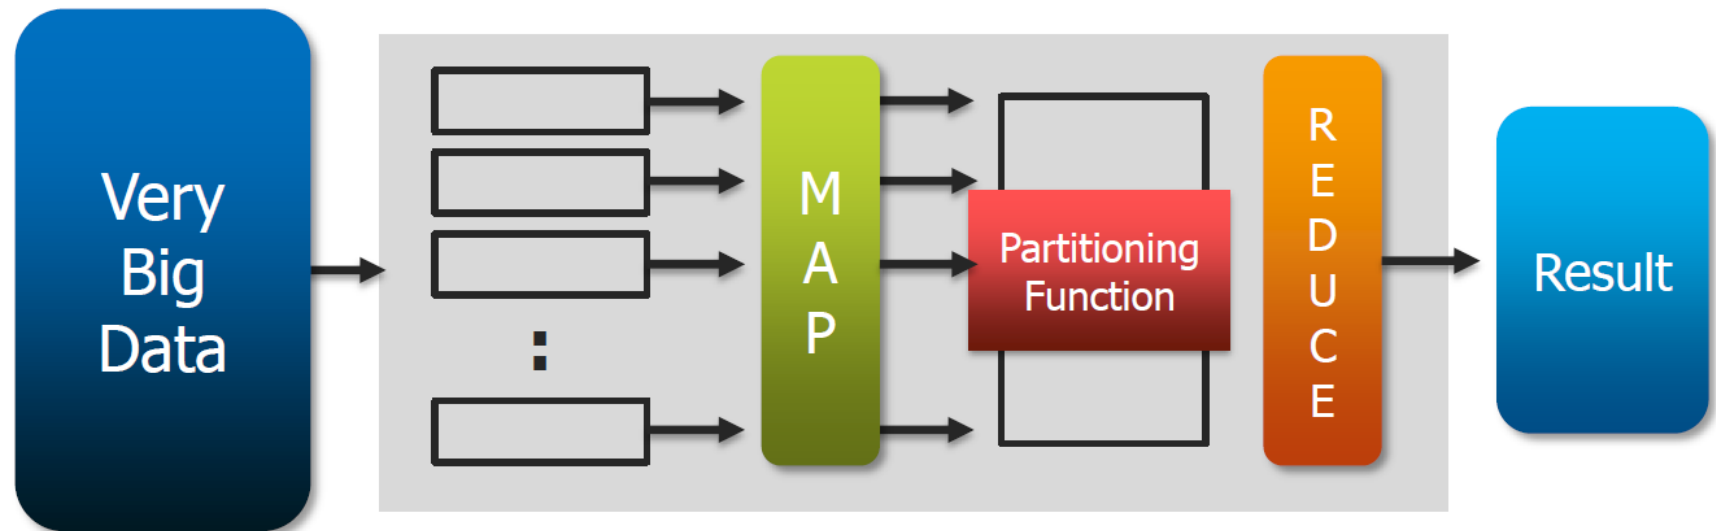 Very
Big
Data
:
M
A
P
Partitioning
Function
R
E
D
U
C
E
Result